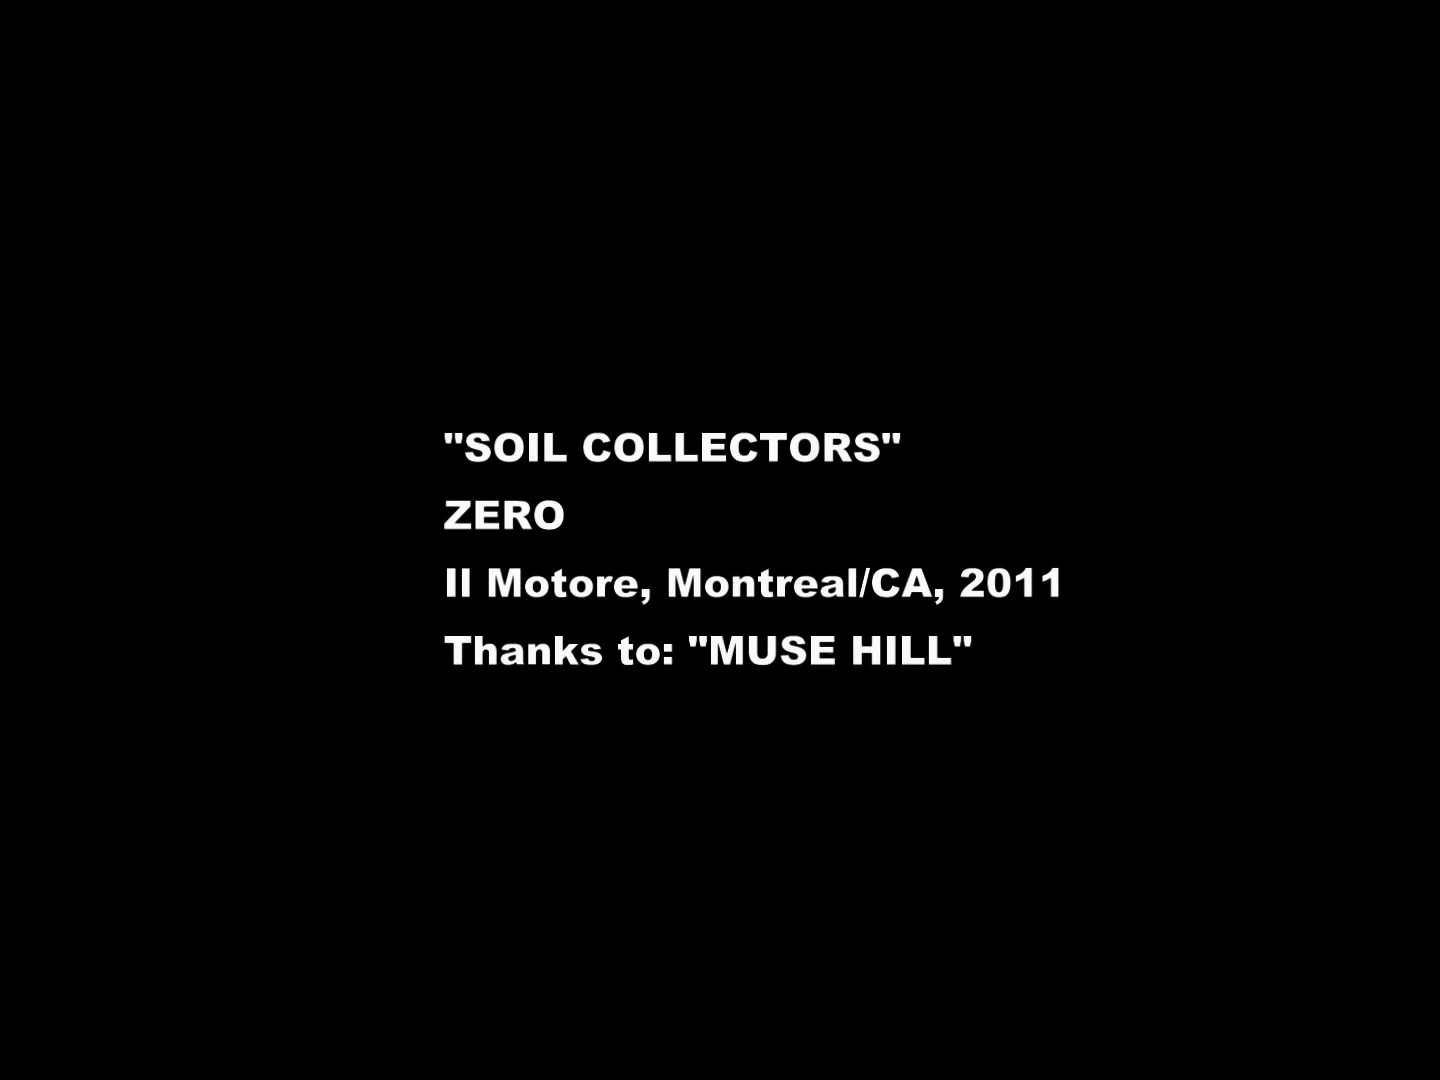 "SOIL COLLECTORS"
ZERO
Il Motore, Montreal/CA, 2011
Thanks to: "MUSE HILL"